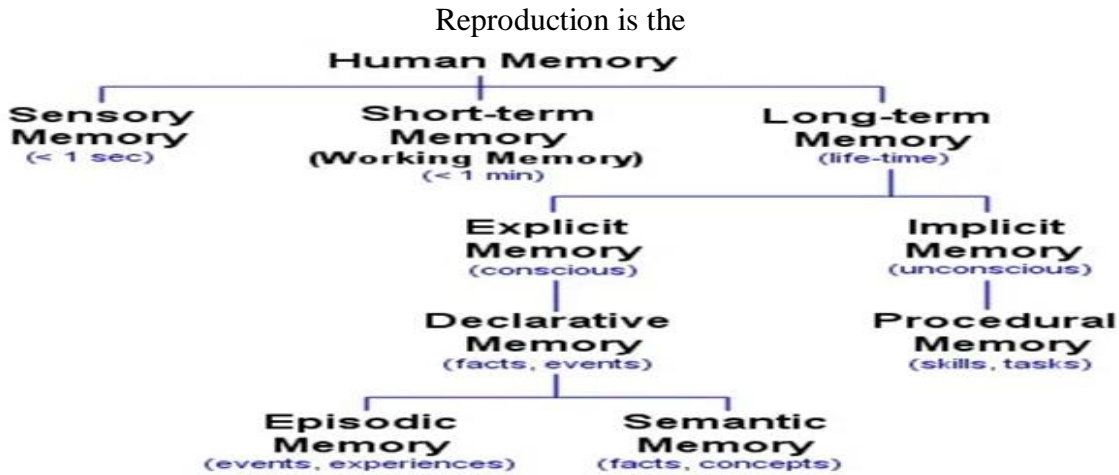 Reproduction is the
Human Memory
Sensory Memory
(< 1 sec)
Short-term Memory
(Working Memory)
(< 1 min)
Long-term Memory
(life-time)
Explicit Memory
(conscious)
Implicit Memory
(unconscious)
Declarative Memory
(facts, events)
Procedural Memory
(skills, tasks)
Episodic Memory
(events, experiences)
Semantic Memory
(facts, concepts)